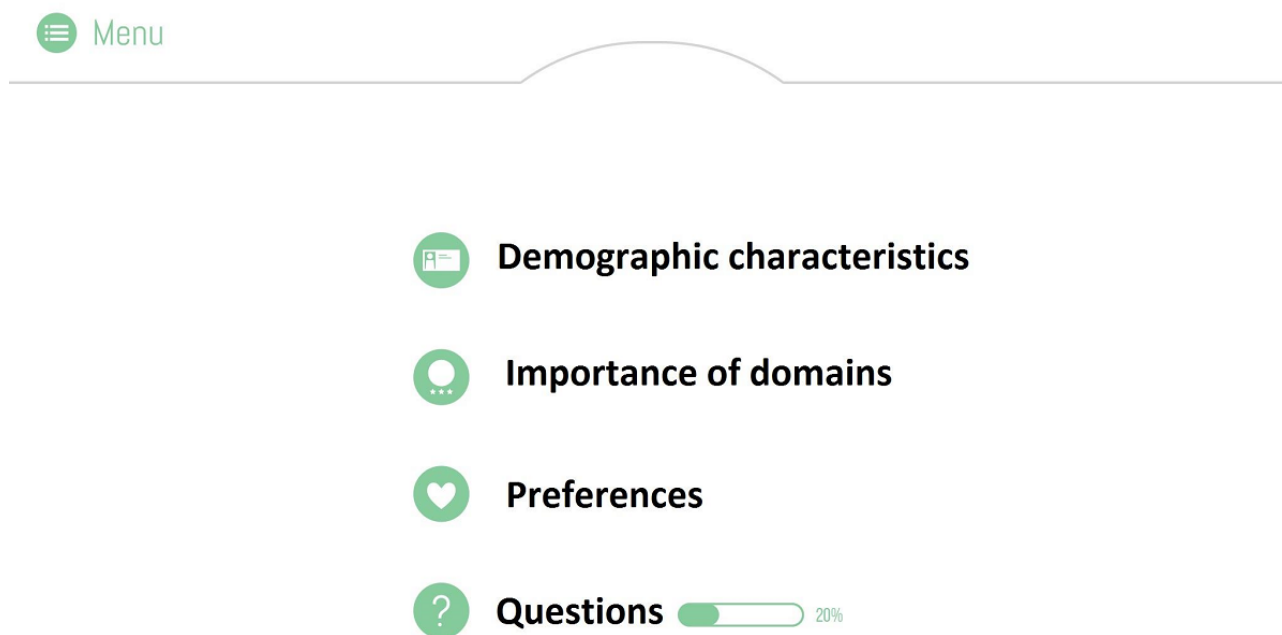 Menu
Demographic characteristics
Importance of domains
Preferences
Questions 20%